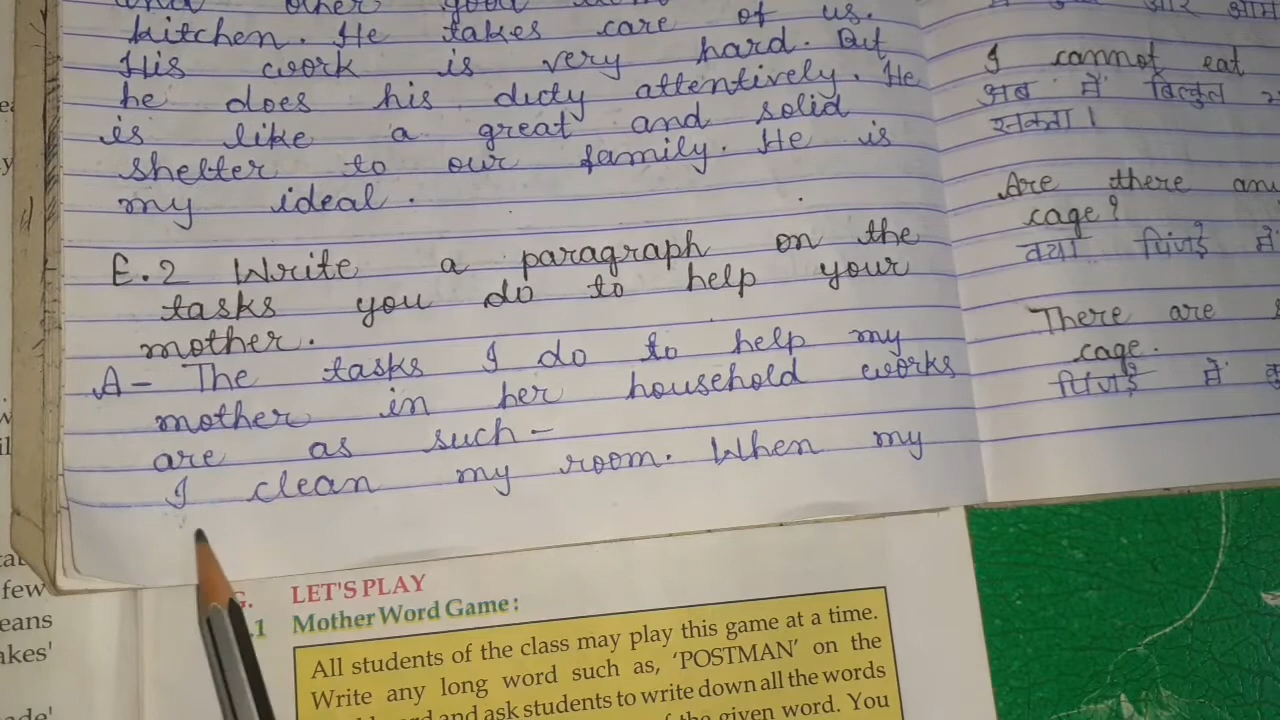 other good
kitchen. He takes care of us.
His work is very hard. But
he does his duty attentively. He
is like a great and solid
shelter to our family. He is
my ideal.
E.2 Write a paragraph on the
tasks you do to help your
mother.
A- The tasks I do to help my
mother in her household works
are as such-
I clean my room. When my
और
I cannot eat
अब मैं बिल्कुल
सकता।
Are there
cage?
क्या पिंजड़े में
There are
cage.
पिंजड़े में
few
eans
akes'
G. LET'S PLAY
.1 Mother Word Game:
All students of the class may play this game at a time.
Write any long word such as, 'POSTMAN' on the
and ask students to write down all the words
the given word. You